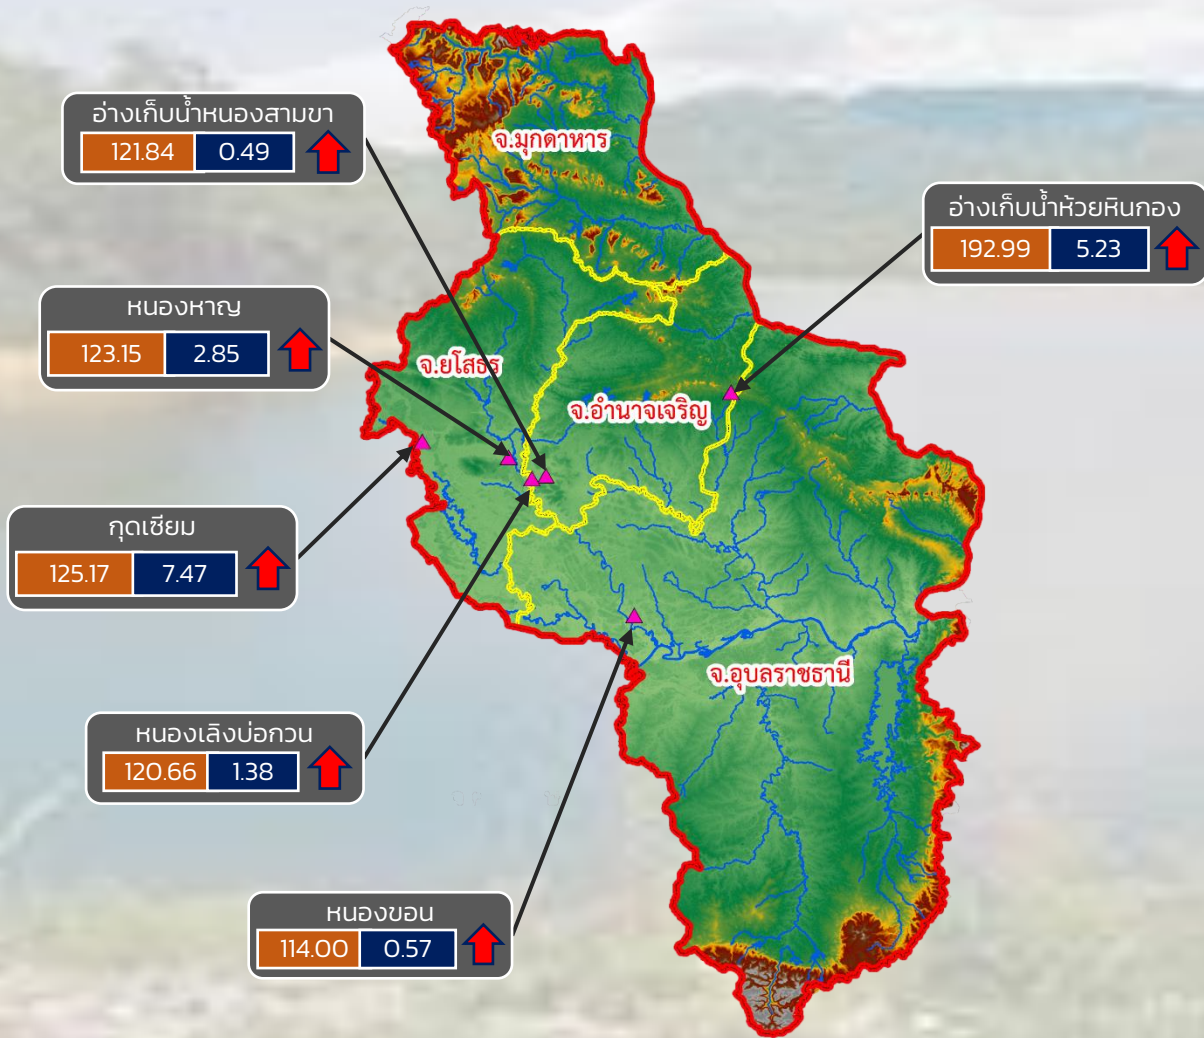 อ่างเก็บน้ำหนองสามขา
121.84 0.49
จ.มุกดาหาร
อ่างเก็บน้ำห้วยหินกอง
192.99 5.23
หนองหาญ
123.15 2.85
จ.ยโสธร
จ.อำนาจเจริญ
กุดเซียม
125.17 7.47
จ.อุบลราชธานี
หนองเลิงบ่อกวน
120.66 1.38
หนองขอน
114.00 0.57